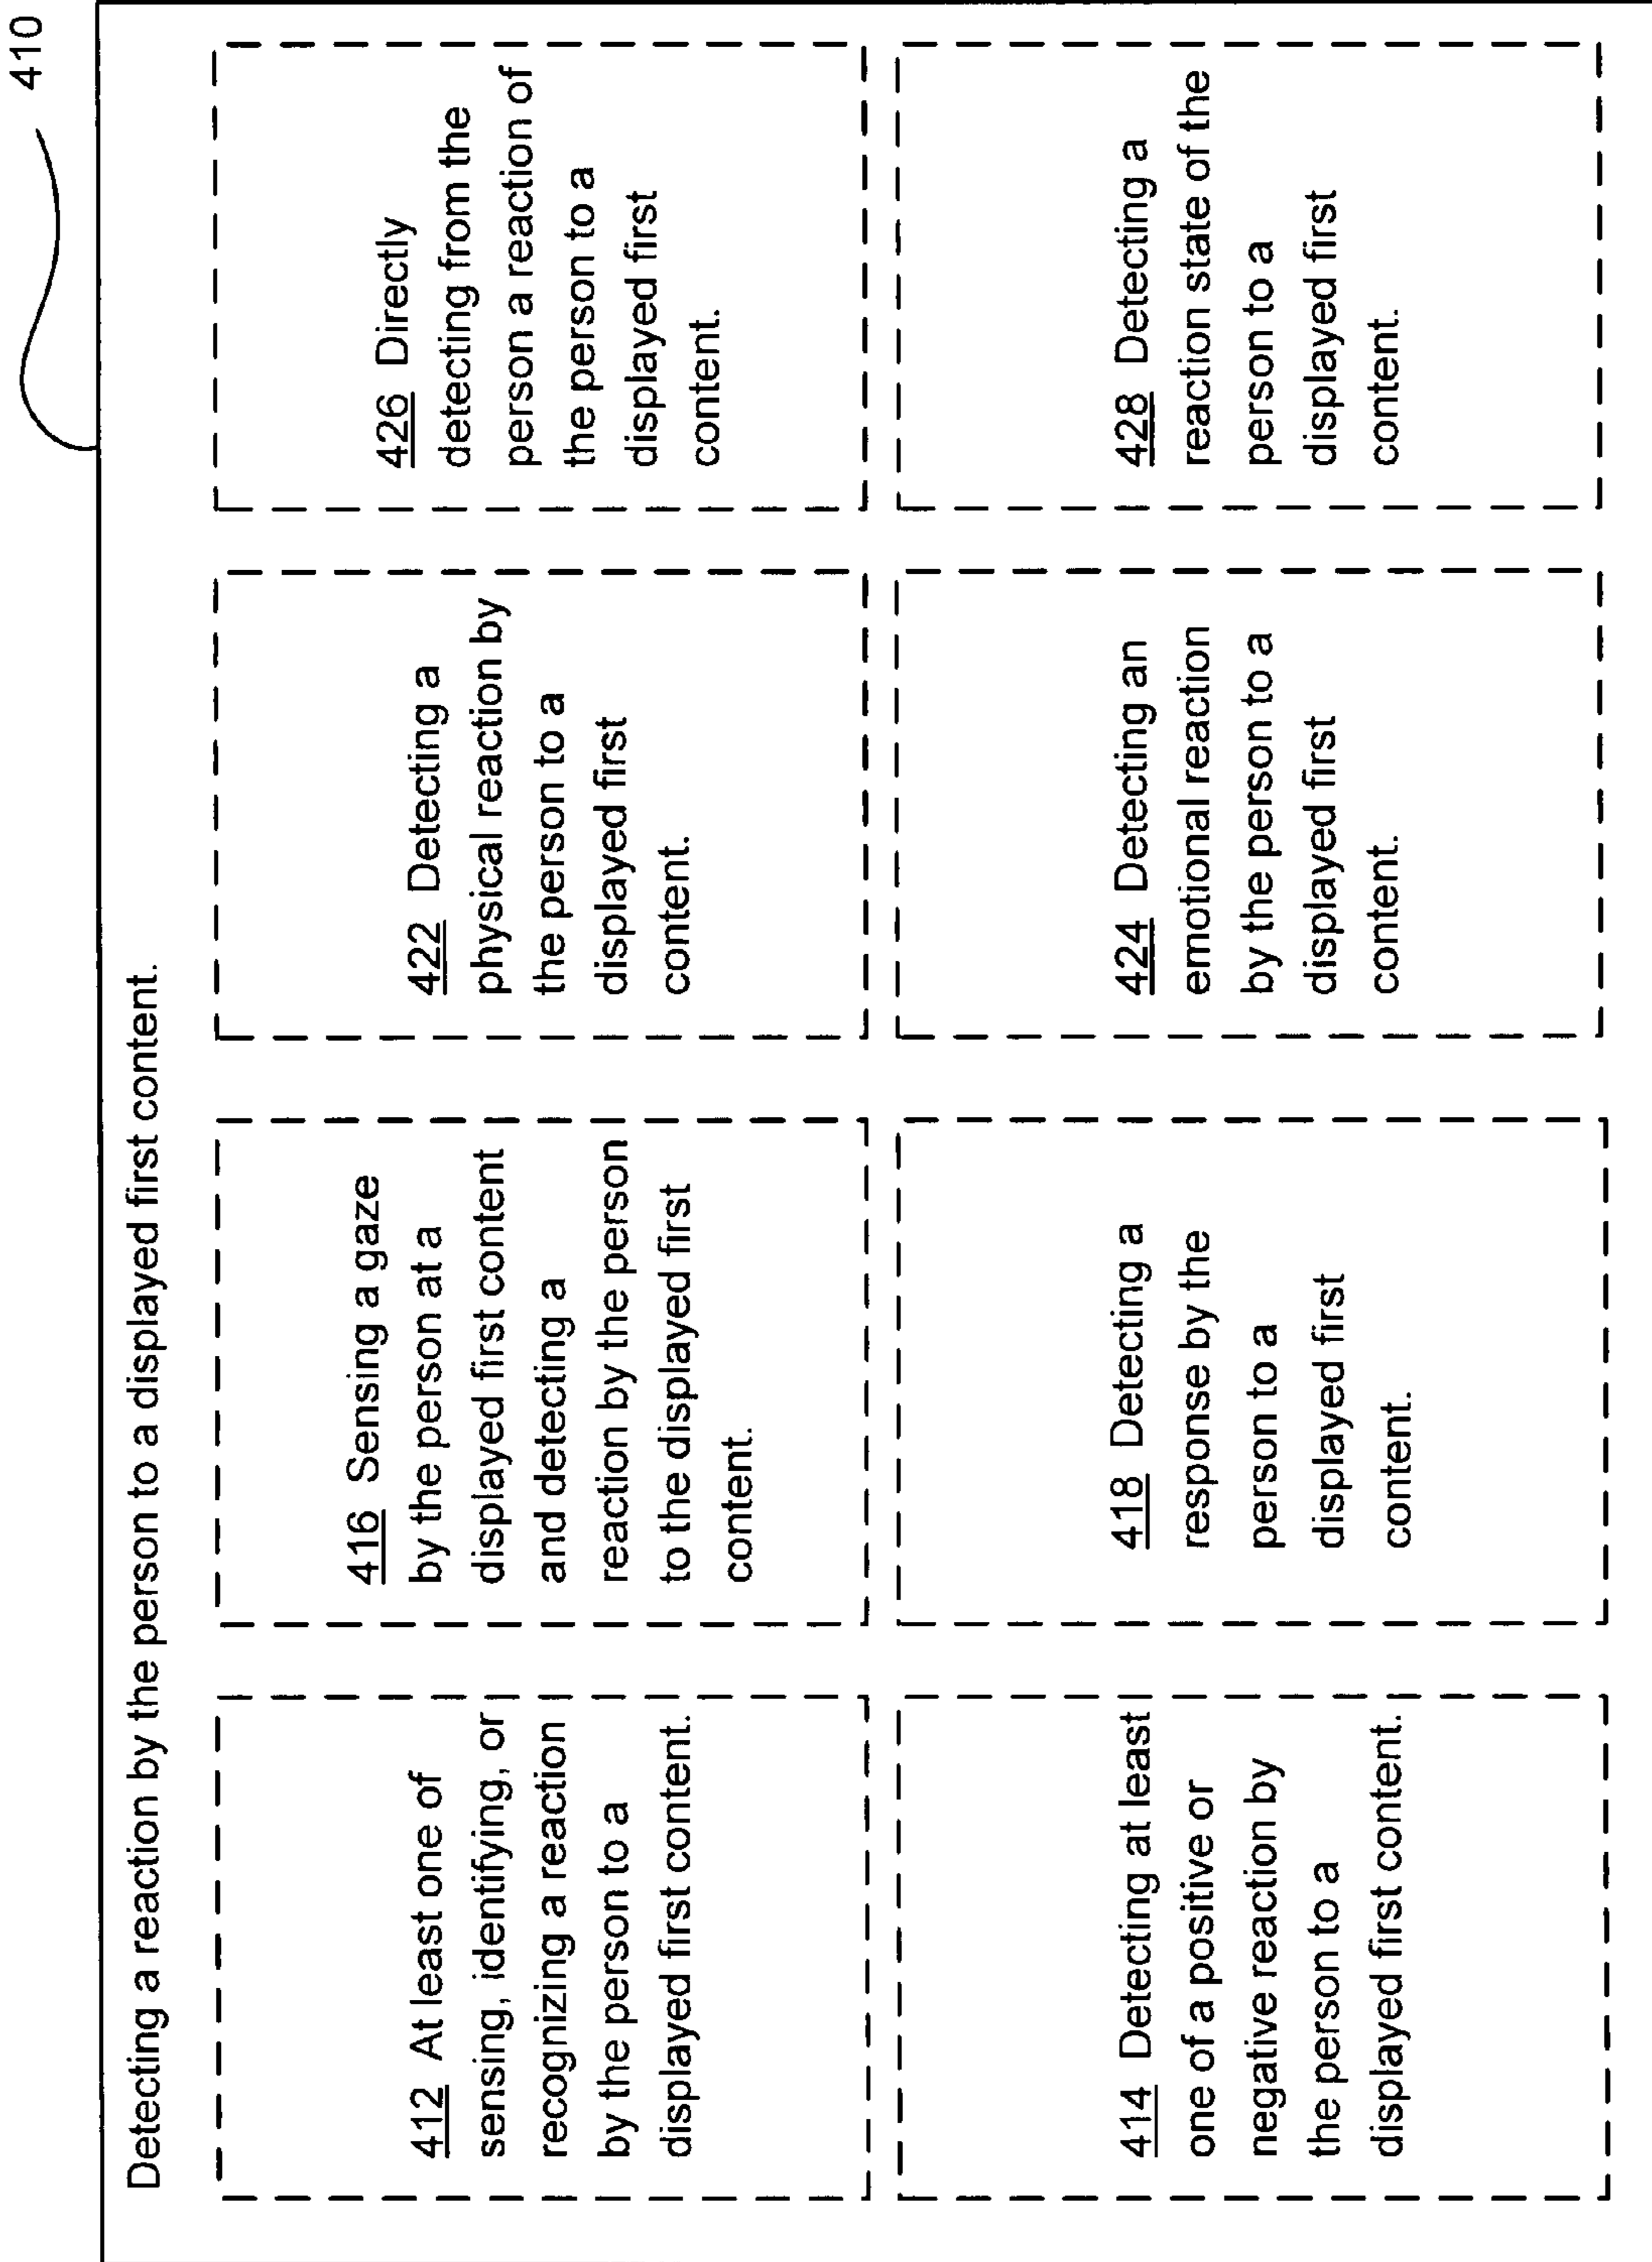 410
Detecting a reaction by the person to a displayed first content.
412 At least one of
sensing, identifying, or
recognizing a reaction
by the person to a
displayed first content.
416 Sensing a gaze
by the person at a
displayed first content
and detecting a
reaction by the person
to the displayed first
content.
422 Detecting a
physical reaction by
the person to a
displayed first
content.
426 Directly
detecting from the
person a reaction of
the person to a
displayed first
content.
414 Detecting at least
one of a positive or
negative reaction by
the person to a
displayed first content.
418 Detecting a
response by the
person to a
displayed first
content.
424 Detecting an
emotional reaction
by the person to a
displayed first
content.
428 Detecting a
reaction state of the
person to a
displayed first
content.